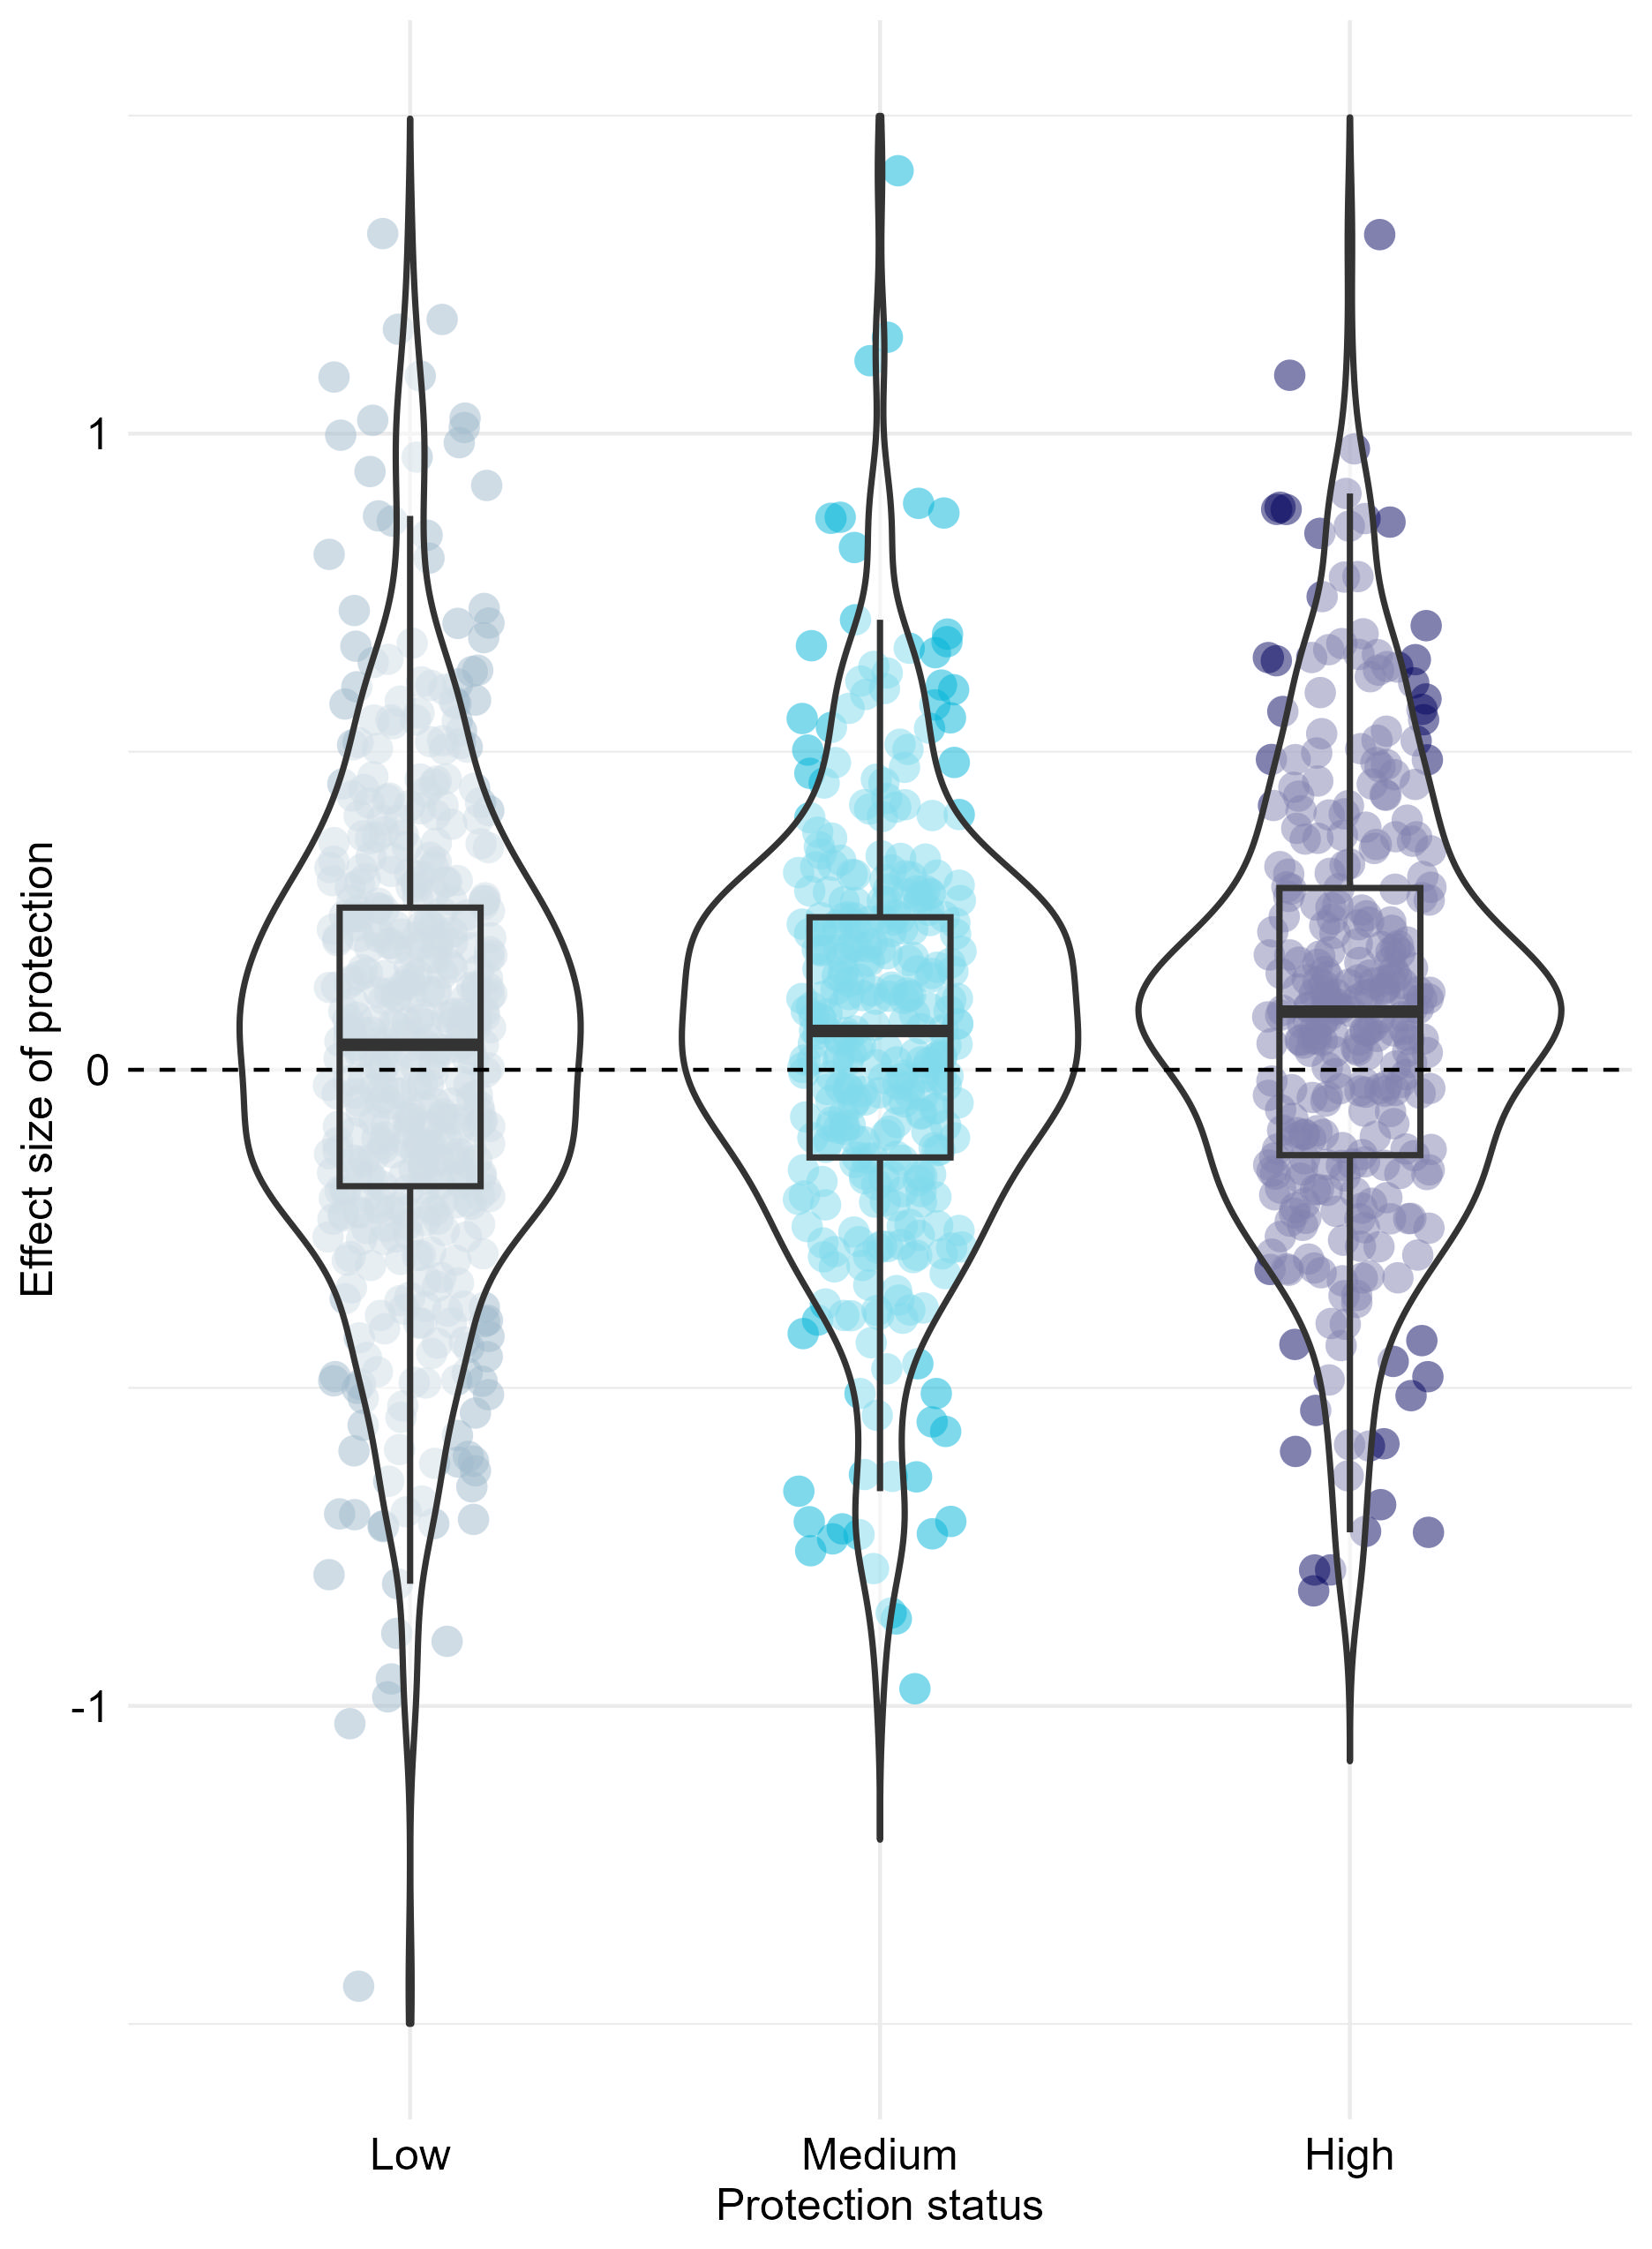 Effect size of protection
1
0
-1
Low Medium High
Protection status